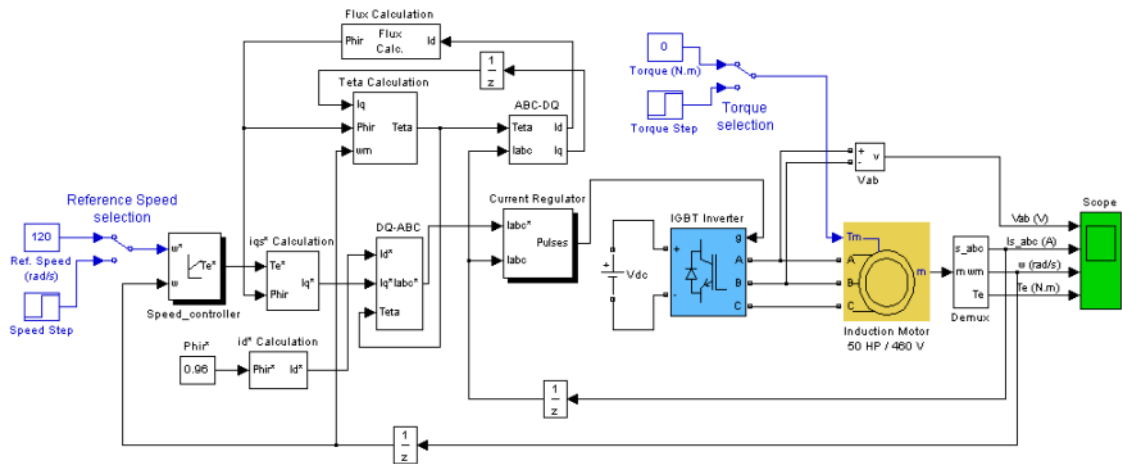 Flux Calculation
Phir Flux Id
Calc.
1
z
Teta Calculation
Iq
Phir Teta
wm
ABC-DQ
Teta Id
Iabc Iq
0
Torque (N.m)
Torque Step
Torque
selection
+
-
v
Vab
Reference Speed
selection
120
Ref. Speed
(rad/s)
Speed Step
w*
Te*
w
Speed_controller
iqs* Calculation
Te*
Iq*
Phir
DQ-ABC
Id*
Iq*Iabc*
Teta
Current Regulator
Iabc*
Pulses
Iabc
Vdc
+
IGBT Inverter
+
-
g
A
B
C
Tm
A
B
C
m
Induction Motor
50 HP / 460 V
s_abc
m wm
Te
Demux
Scope
Vab (V)
Is_abc (A)
w (rad/s)
Te (N.m)
Phir*
0.96
id* Calculation
Phir* Id*
1
z
1
z